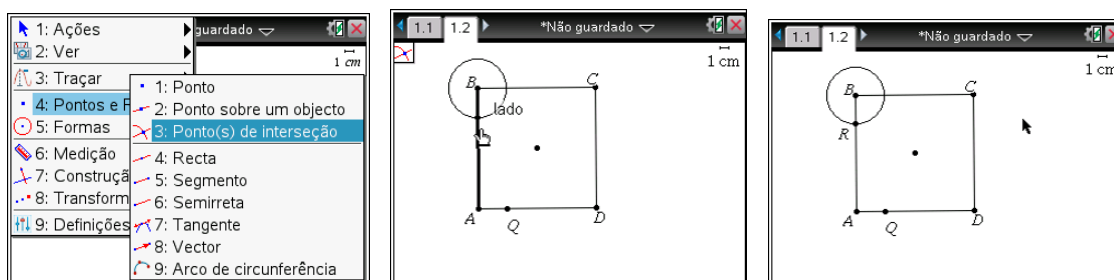 1: Ações
2: Ver
3: Traçar
4: Pontos e F
5: Formas
6: Medição
7: Construçã
8: Transform
9: Definições
guardado
1 cm
1: Ponto
2: Ponto sobre um objecto
3: Ponto(s) de interseção
4: Recta
5: Segmento
6: Semirreta
7: Tangente
8: Vector
9: Arco de circunferência
1.1 1.2 *Não guardado
1 cm
B C
lado
A Q D
1.1 1.2 *Não guardado
1 cm
B C
R
A Q D